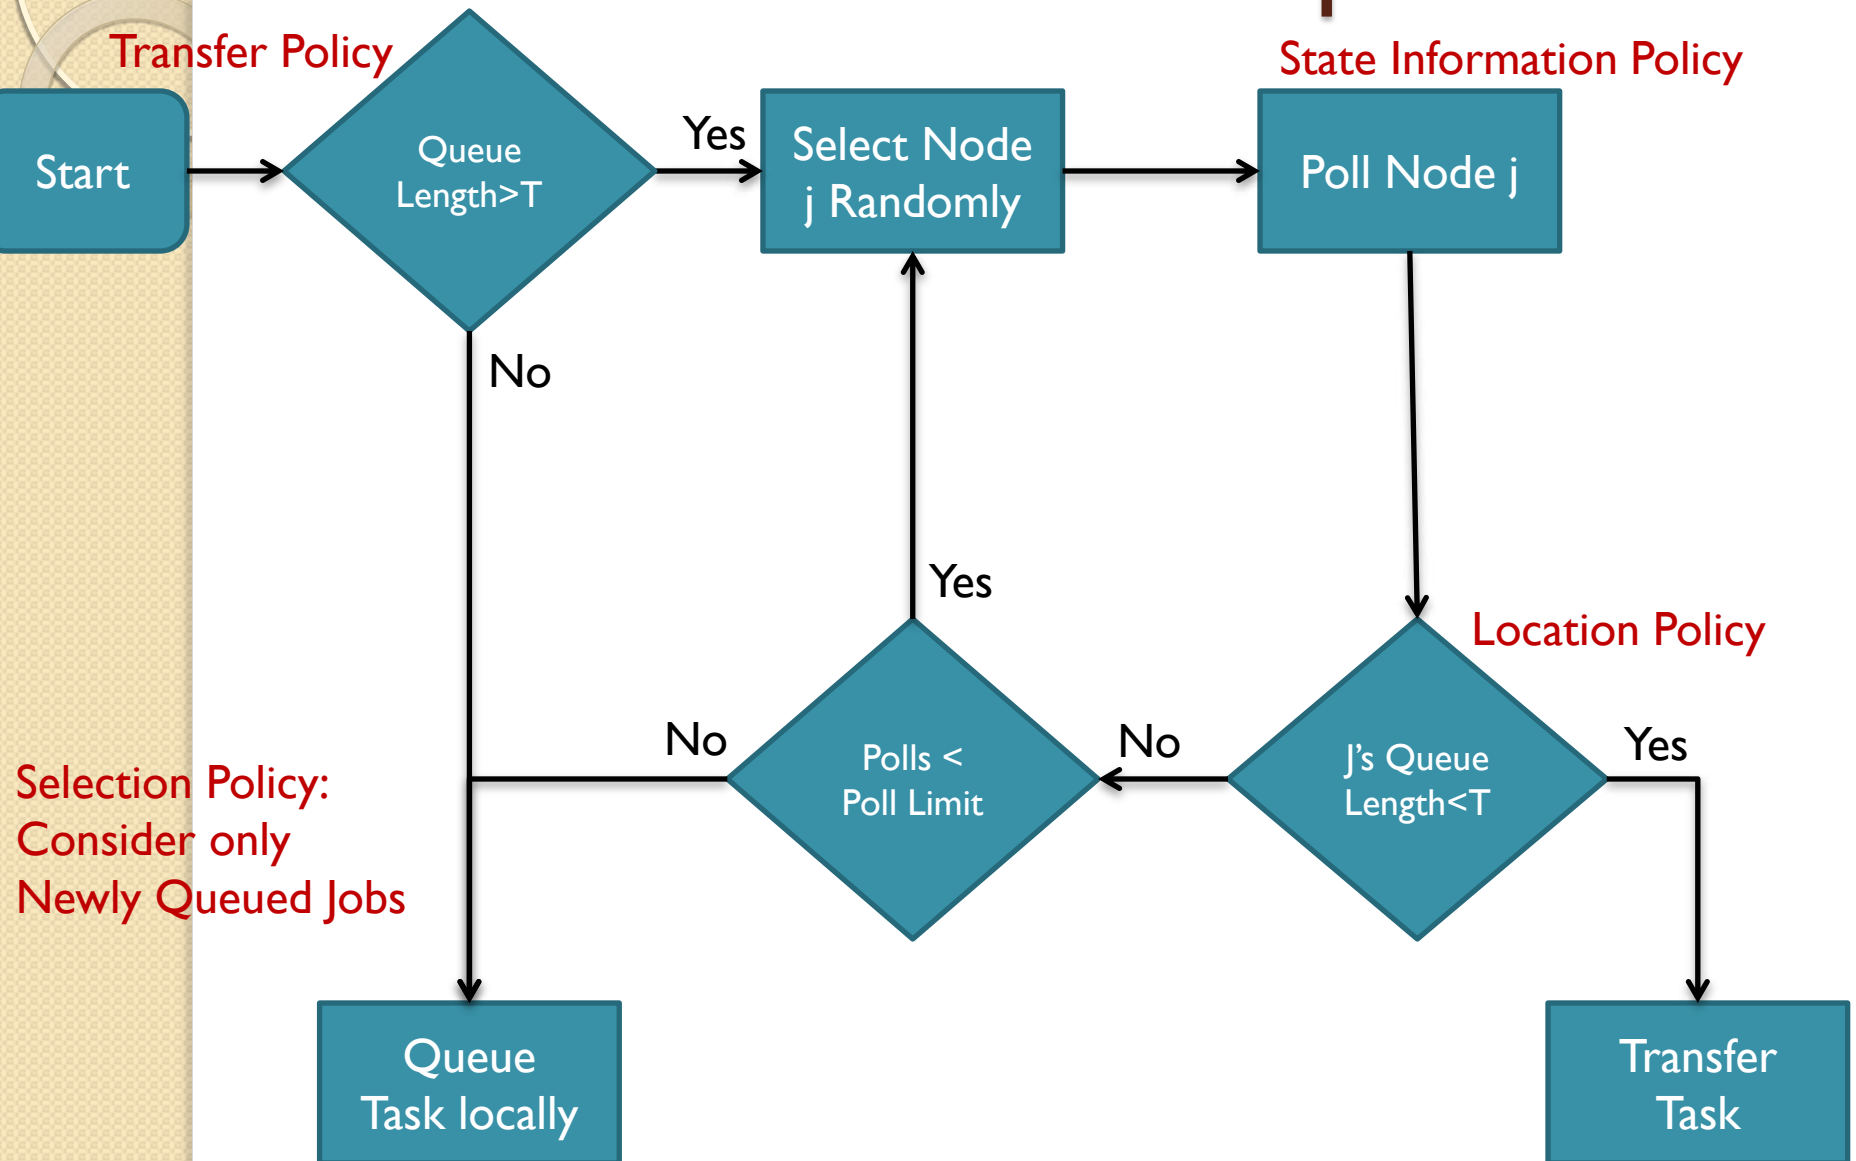 Transfer Policy
State Information Policy
Start
Queue
Length>T
Yes
Select Node
j Randomly
Poll Node j
No
Yes
Location Policy
No
Polls <
Poll Limit
No
J's Queue
Length<T
Yes
Selection Policy:
Consider only
Newly Queued Jobs
Queue
Task locally
Transfer
Task